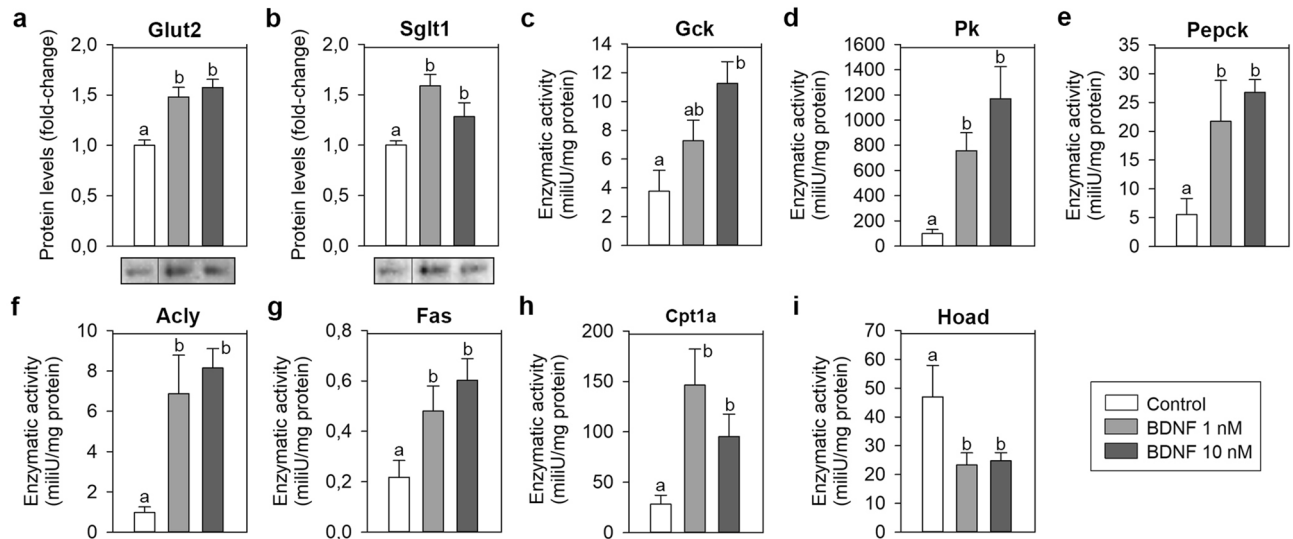 a
Glut2
Protein levels (fold-change)
2,0
1,5
1,0
0,5
0,0
a
b
b
b
Sglt1
Protein levels (fold-change)
2,0
1,5
1,0
0,5
0,0
a
b
b
c
Gck
Enzymatic activity
(miliU/mg protein)
14
12
10
8
6
4
2
0
a
ab
b
d
Pk
Enzymatic activity
(miliU/mg protein)
1600
1400
1200
1000
800
600
400
200
0
a
b
b
e
Pepck
Enzymatic activity
(miliU/mg protein)
35
30
25
20
15
10
5
0
a
b
b
f
Acly
Enzymatic activity
(miliU/mg protein)
10
8
6
4
2
0
a
b
b
g
Fas
Enzymatic activity
(miliU/mg protein)
0,8
0,6
0,4
0,2
0,0
a
b
b
h
Cpt1a
Enzymatic activity
(miliU/mg protein)
200
150
100
50
0
a
b
b
i
Hoad
Enzymatic activity
(miliU/mg protein)
70
60
50
40
30
20
10
0
a
b
b
Control
BDNF 1 nM
BDNF 10 nM